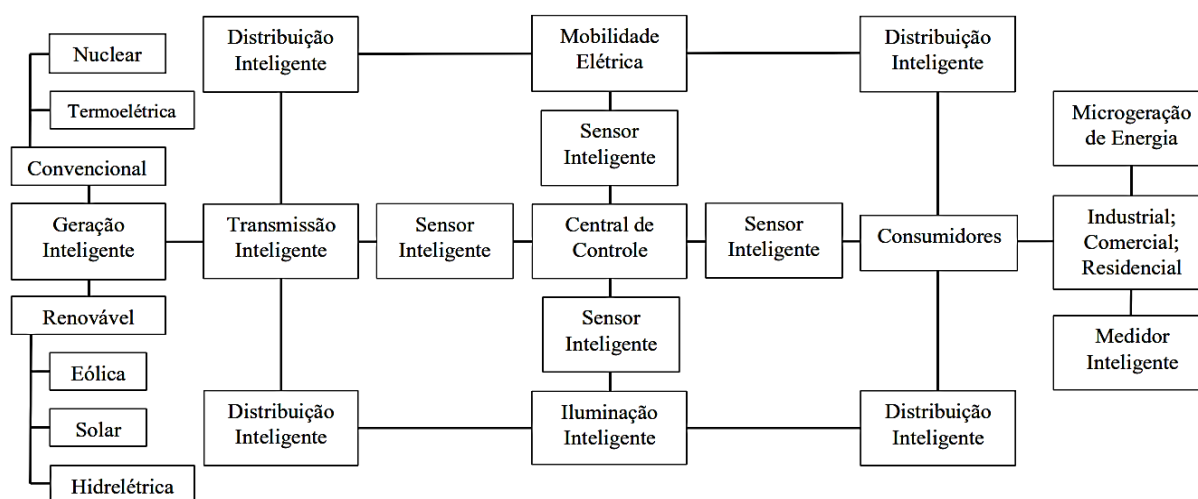 Nuclear
Termoelétrica
Convencional
Geração
Inteligente
Renovável
Eólica
Solar
Hidrelétrica
Distribuição
Inteligente
Transmissão
Inteligente
Distribuição
Inteligente
Sensor
Inteligente
Mobilidade
Elétrica
Sensor
Inteligente
Central de
Controle
Sensor
Inteligente
Iluminação
Inteligente
Sensor
Inteligente
Distribuição
Inteligente
Consumidores
Distribuição
Inteligente
Microgeração
de Energia
Industrial;
Comercial;
Residencial
Medidor
Inteligente